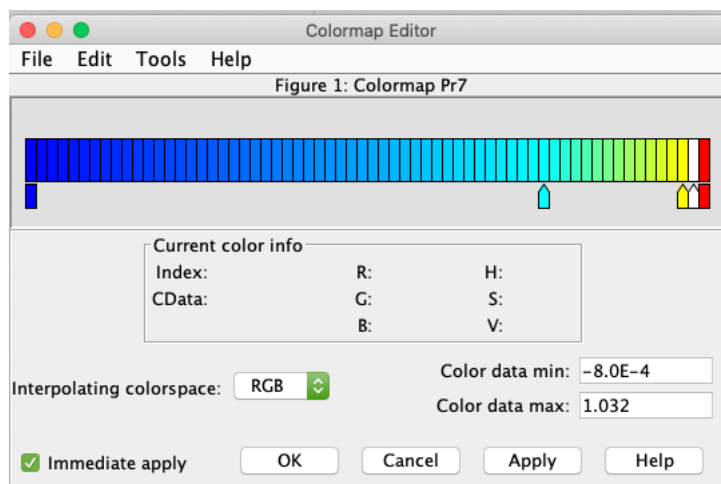 Colormap Editor
File Edit Tools Help
Figure 1: Colormap Pr7
Current color info
Index: R: H:
CData: G: S:
B: V:
Interpolating colorspace: RGB
Color data min: -8.0E-4
Color data max: 1.032
Immediate apply OK Cancel Apply Help